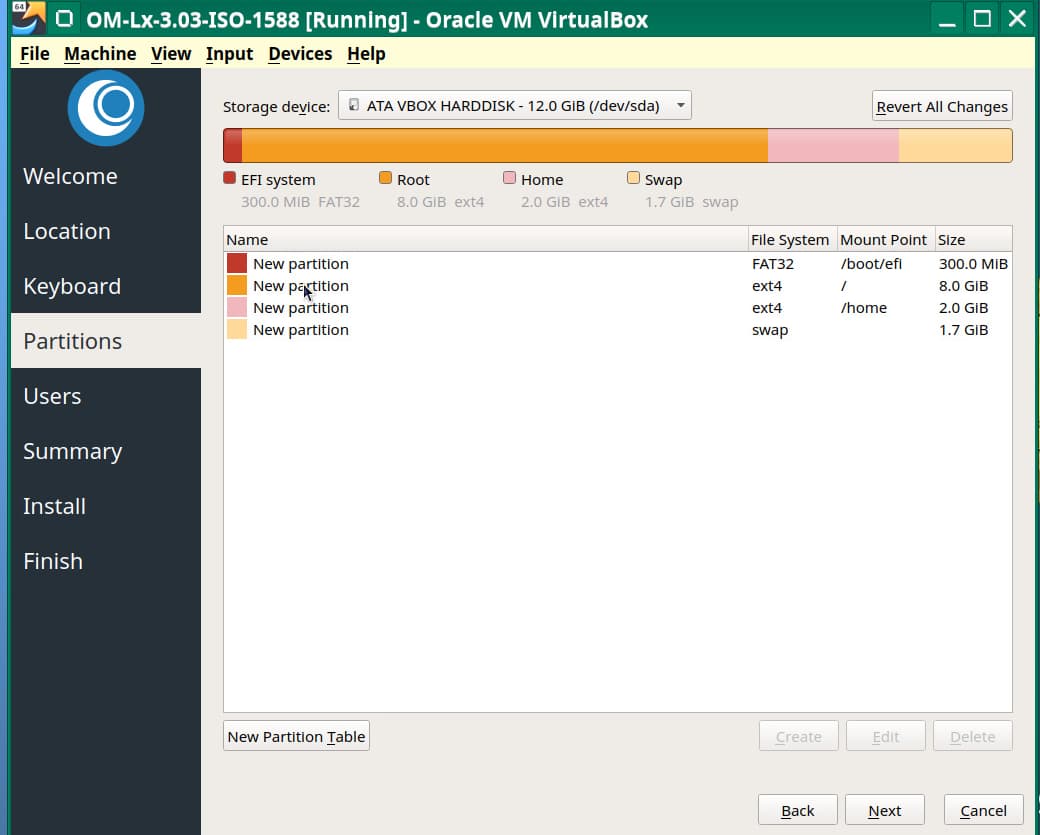 64
OM-Lx-3.03-ISO-1588 [Running] - Oracle VM VirtualBox
File Machine View Input Devices Help
Welcome
Location
Keyboard
Partitions
Users
Summary
Install
Finish
Storage device: ATA VBOX HARDDISK - 12.0 GiB (/dev/sda) Revert All Changes
EFI system Root Home Swap
300.0 MiB FAT32 8.0 GiB ext4 2.0 GiB ext4 1.7 GiB swap
Name File System Mount Point Size
New partition FAT32 /boot/efi 300.0 MiB
New partition ext4 / 8.0 GiB
New partition ext4 /home 2.0 GiB
New partition swap 1.7 GiB
New Partition Table Create Edit Delete
Back Next Cancel